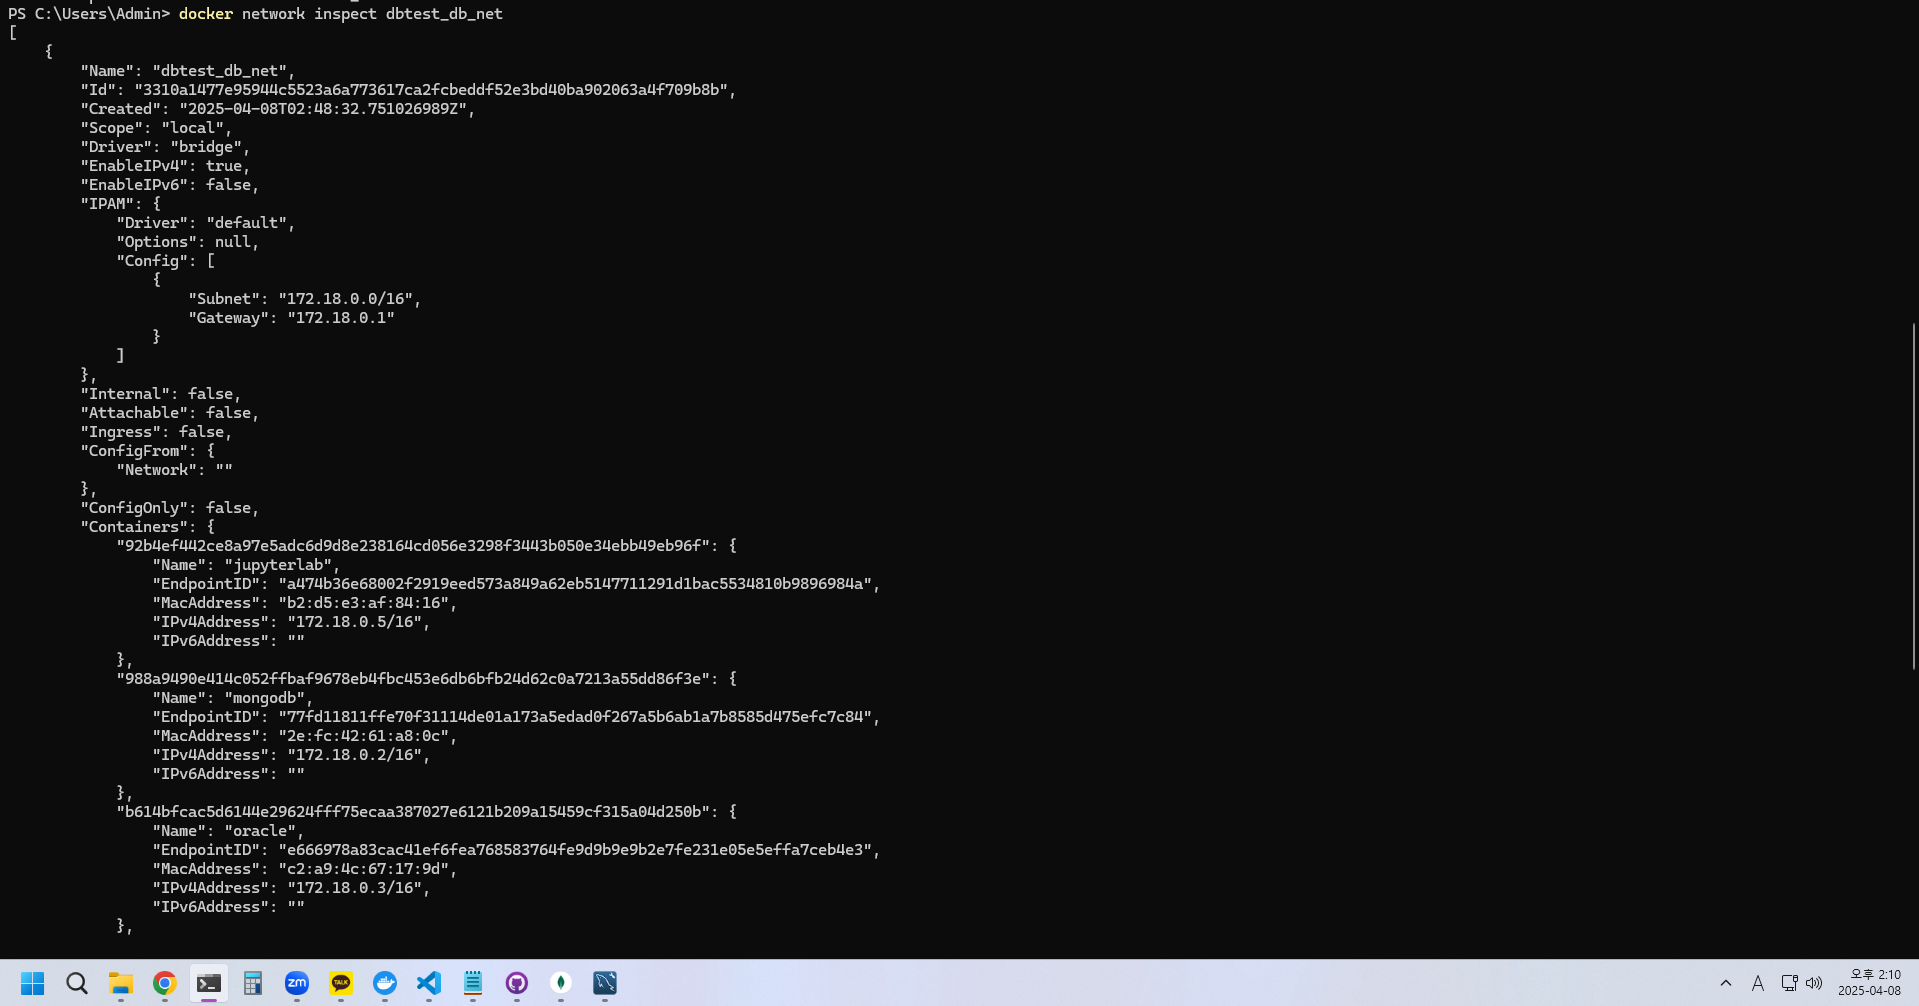 PS C:\Users\Admin> docker network inspect dbtest_db_net
[
    {
        "Name": "dbtest_db_net",
        "Id": "3310a1477e95944c5523a6a773617ca2fcbeddf52e3bd40ba902063a4f709b8b",
        "Created": "2025-04-08T02:48:32.751026989Z",
        "Scope": "local",
        "Driver": "bridge",
        "EnableIPv4": true,
        "EnableIPv6": false,
        "IPAM": {
            "Driver": "default",
            "Options": null,
            "Config": [
                {
                    "Subnet": "172.18.0.0/16",
                    "Gateway": "172.18.0.1"
                }
            ]
        },
        "Internal": false,
        "Attachable": false,
        "Ingress": false,
        "ConfigFrom": {
            "Network": ""
        },
        "ConfigOnly": false,
        "Containers": {
            "92b4ef442ce8a97e5adc6d9d8e238164cd056e3298f3443b050e34ebb49eb96f": {
                "Name": "jupyterlab",
                "EndpointID": "a474b36e68002f2919eed573a849a62eb5147711291d1bac5534810b9896984a",
                "MacAddress": "b2:d5:e3:af:84:16",
                "IPv4Address": "172.18.0.5/16",
                "IPv6Address": ""
            },
            "988a9490e414c052ffbaf9678eb4fbc453e6db6bfb24d62c0a7213a55dd86f3e": {
                "Name": "mongodb",
                "EndpointID": "77fd11811ffe70f31114de01a173a5edad0f267a5b6ab1a7b8585d475efc7c84",
                "MacAddress": "2e:fc:42:61:a8:0c",
                "IPv4Address": "172.18.0.2/16",
                "IPv6Address": ""
            },
            "b614bfcac5d6144e29624fff75ecaa387027e6121b209a15459cf315a04d250b": {
                "Name": "oracle",
                "EndpointID": "e666978a83cac41ef6fea768583764fe9d9b9e9b2e7fe231e05e5effa7ceb4e3",
                "MacAddress": "c2:a9:4c:67:17:9d",
                "IPv4Address": "172.18.0.3/16",
                "IPv6Address": ""
            },
zm
TALK
A
오후 2:10
2025-04-08